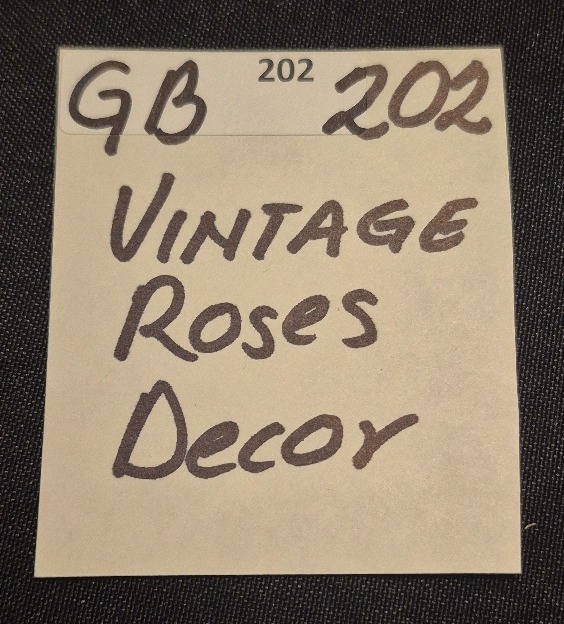 GB 202 202
VINTAGE
Roses
Decor